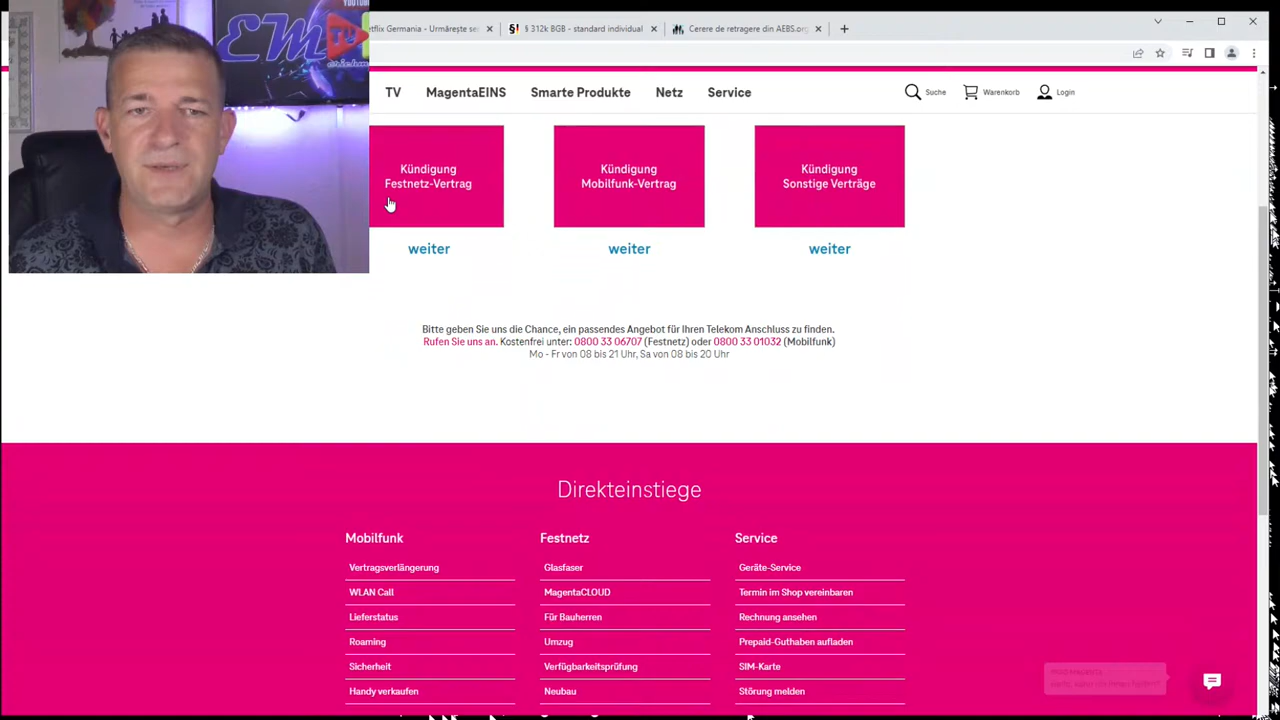 YOUTUBE
EM
TV
etflix Germania - Urmărește se
§ 312k BGB - standard individual
Cerere de retragere din AEBS.org
TV
MagentaEINS
Smarte Produkte
Netz
Service
Suche
Warenkorb
Login
Kündigung
Festnetz-Vertrag
Kündigung
Mobilfunk-Vertrag
Kündigung
Sonstige Verträge
weiter
weiter
weiter
Bitte geben Sie uns die Chance, ein passendes Angebot für Ihren Telekom Anschluss zu finden.
Rufen Sie uns an. Kostenfrei unter: 0800 33 06707 (Festnetz) oder 0800 33 01032 (Mobilfunk)
Mo - Fr von 08 bis 21 Uhr, Sa von 08 bis 20 Uhr
Direkteinstiege
Mobilfunk
Vertragsverlängerung
WLAN Call
Lieferstatus
Roaming
Sicherheit
Handy verkaufen
Festnetz
Glasfaser
MagentaCLOUD
Für Bauherren
Umzug
Verfügbarkeitsprüfung
Neubau
Service
Geräte-Service
Termin im Shop vereinbaren
Rechnung ansehen
Prepaid-Guthaben aufladen
SIM-Karte
Störung melden